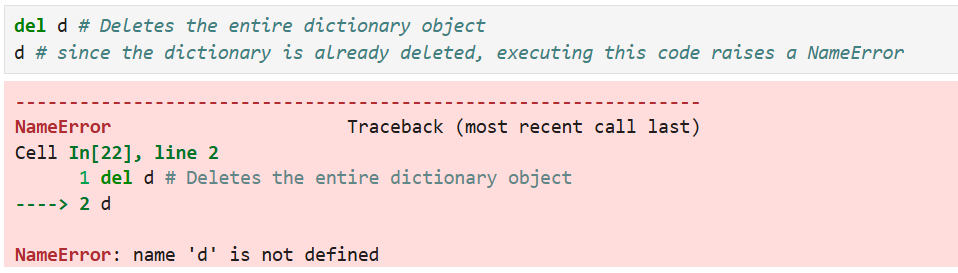 del d # Deletes the entire dictionary object
d # since the dictionary is already deleted, executing this code raises a NameError
---------------------------------------------------------------------------
NameError                                 Traceback (most recent call last)
Cell In[22], line 2
      1 del d # Deletes the entire dictionary object
----> 2 d
NameError: name 'd' is not defined